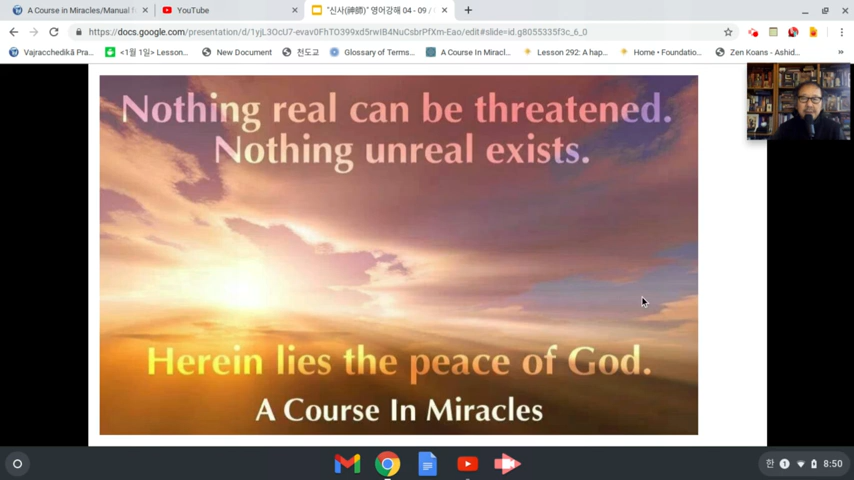 A Course in Miracles/Manual f
YouTube
"신사(神師)" 영어강해 04 - 09 /
https://docs.google.com/presentation/d/1yjL3OcU7-evav0FhTO399xd5rwIB4NuCsbrPfXm-Eao/edit#slide=id.g8055335f3c_6_0
Vajracchedikā Pra...
<1월 1일> Lesson...
New Document
천도교
Glossary of Terms...
A Course In Miracl...
Lesson 292: A hap...
Home • Foundatio...
Zen Koans - Ashid...
Nothing real can be threatened.
Nothing unreal exists.
Herein lies the peace of God.
A Course In Miracles
한
1
8:50